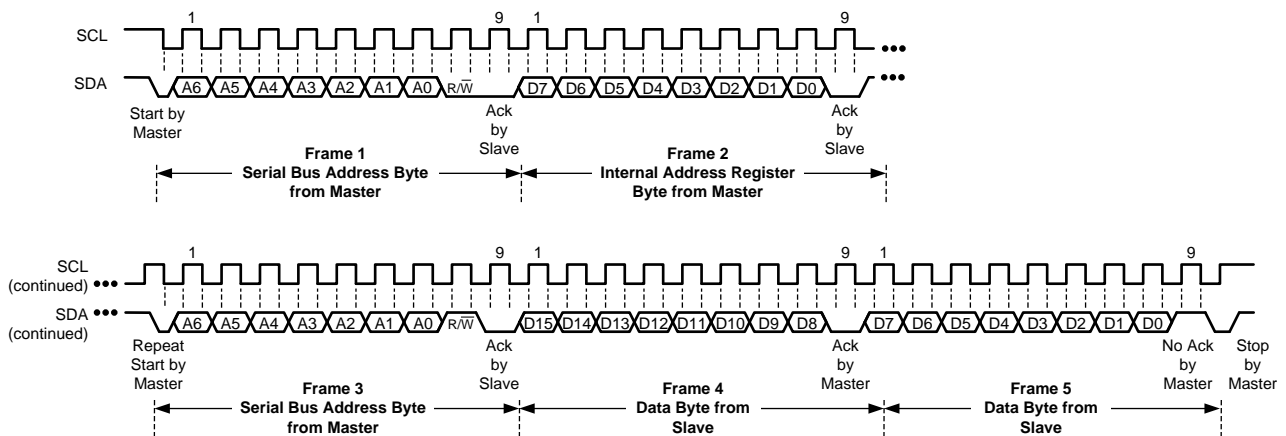 1 9 1 9
SCL
SDA A6 A5 A4 A3 A2 A1 A0 R/W̅ D7 D6 D5 D4 D3 D2 D1 D0
Start by
Master
Ack
by
Slave
Ack
by
Slave
Frame 1
Serial Bus Address Byte
from Master
Frame 2
Internal Address Register
Byte from Master
1 9 1 9 1 9
SCL
(continued)
SDA
(continued)
A6 A5 A4 A3 A2 A1 A0 R/W̅ D15 D14 D13 D12 D11 D10 D9 D8 D7 D6 D5 D4 D3 D2 D1 D0
Repeat
Start by
Master
Ack
by
Slave
Ack
by
Master
No Ack
by
Master
Stop
by
Master
Frame 3
Serial Bus Address Byte
from Master
Frame 4
Data Byte from
Slave
Frame 5
Data Byte from
Slave